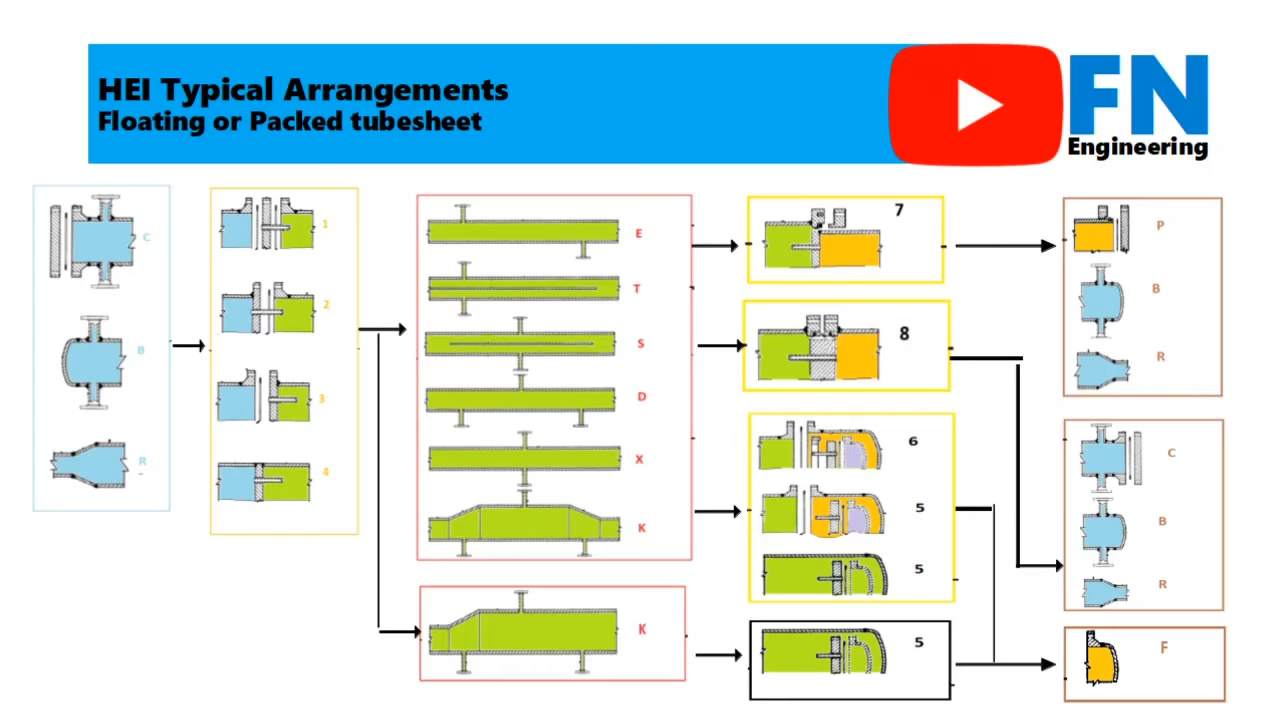 HEI Typical Arrangements
Floating or Packed tubesheet
FN
Engineering
C
B
R
1
2
3
4
E
T
S
D
X
K
K
7
8
6
5
5
5
P
B
R
C
B
R
F